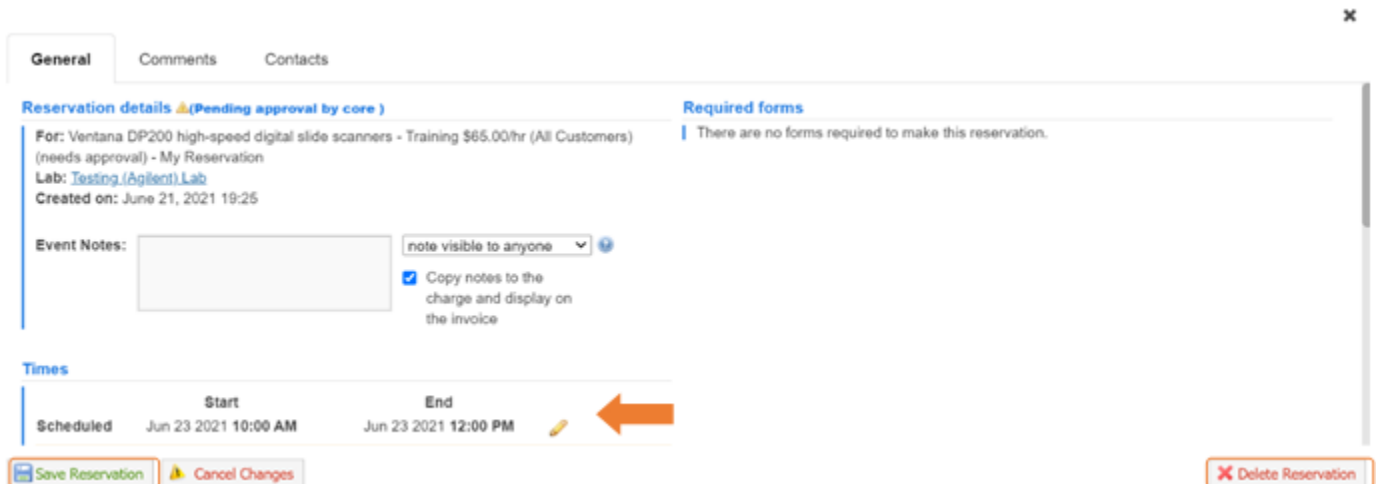 General Comments Contacts
Reservation details (Pending approval by core )
For: Ventana DP200 high-speed digital slide scanners - Training $65.00/hr (All Customers)
(needs approval) - My Reservation
Lab: Testing (Agilent) Lab
Created on: June 21, 2021 19:25
Event Notes:
note visible to anyone
Copy notes to the
charge and display on
the invoice
Required forms
There are no forms required to make this reservation.
Times
Start End
Scheduled Jun 23 2021 10:00 AM Jun 23 2021 12:00 PM
Save Reservation Cancel Changes Delete Reservation